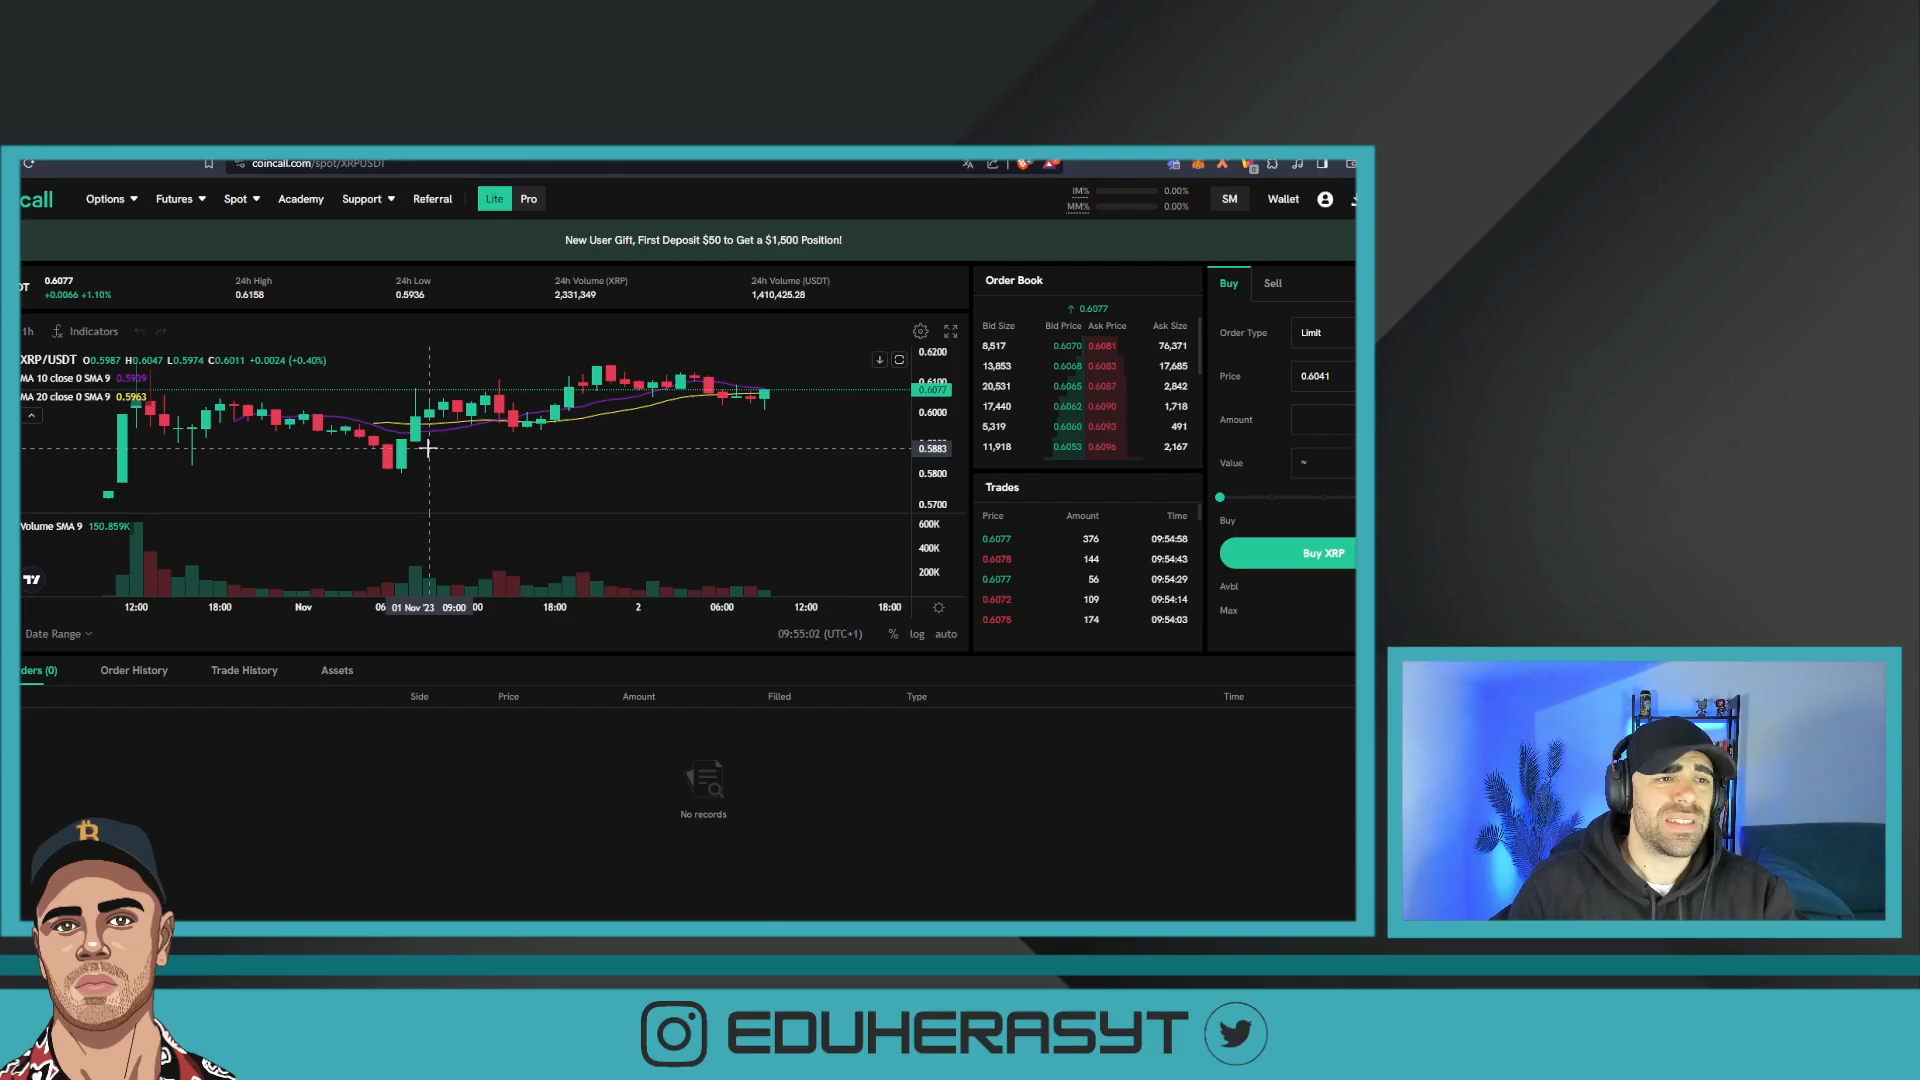 coincall.com/spot/XRPUSDT
call Options Futures Spot Academy Support Referral Lite Pro
IM% 0.00%
MM% 0.00%
SM Wallet
New User Gift, First Deposit $50 to Get a $1,500 Position!
DT 0.6077
+0.0066 +1.10%
24h High
0.6158
24h Low
0.5936
24h Volume (XRP)
2,331,349
24h Volume (USDT)
1,410,425.28
1h Indicators
XRP/USDT O0.5987 H0.6047 L0.5974 C0.6011 +0.0024 (+0.40%)
MA 10 close 0 SMA 9 0.5939
MA 20 close 0 SMA 9 0.5963
0.6200
0.6100
0.6077
0.6000
0.5883
0.5800
0.5700
Volume SMA 9 150.859K
600K
400K
200K
12:00 18:00 Nov 06 01 Nov '23 09:00 :00 18:00 2 06:00 12:00 18:00
Date Range 09:55:02 (UTC+1) % log auto
Order Book
↑ 0.6077
Bid Size Bid Price Ask Price Ask Size
8,517 0.6070 0.6081 76,371
13,853 0.6068 0.6083 17,685
20,531 0.6065 0.6087 2,842
17,440 0.6062 0.6090 1,718
5,319 0.6060 0.6093 491
11,918 0.6053 0.6096 2,167
Trades
Price Amount Time
0.6077 376 09:54:58
0.6078 144 09:54:43
0.6077 56 09:54:29
0.6072 109 09:54:14
0.6075 174 09:54:03
Buy Sell
Order Type Limit
Price 0.6041
Amount
Value ≈
Buy
Buy XRP
Avbl
Max
ders (0) Order History Trade History Assets
Side Price Amount Filled Type Time
No records
EDUHERASYT